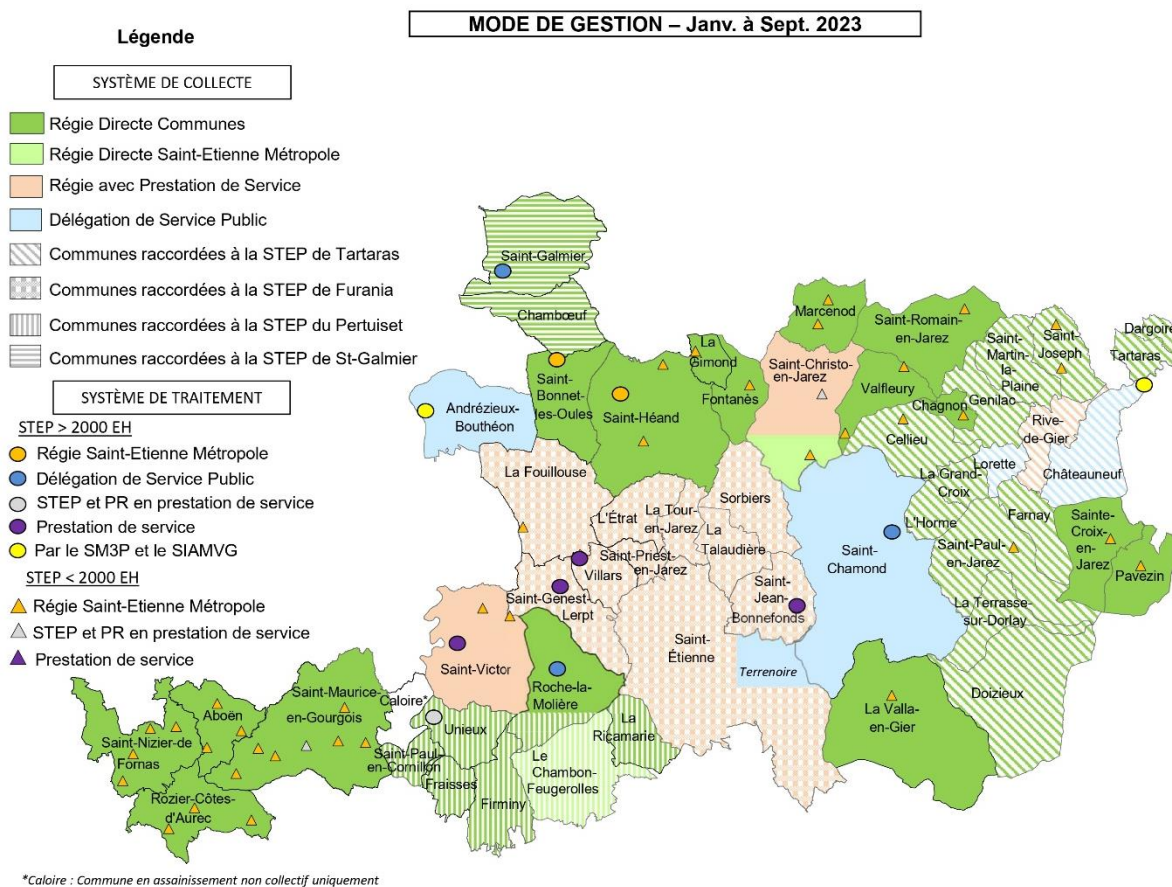 MODE DE GESTION – Janv. à Sept. 2023
Légende
SYSTÈME DE COLLECTE
Régie Directe Communes
Régie Directe Saint-Etienne Métropole
Régie avec Prestation de Service
Délégation de Service Public
Communes raccordées à la STEP de Tartaras
Communes raccordées à la STEP de Furania
Communes raccordées à la STEP du Pertuiset
Communes raccordées à la STEP de St-Galmier
SYSTÈME DE TRAITEMENT
STEP > 2000 EH
Régie Saint-Etienne Métropole
Délégation de Service Public
STEP et PR en prestation de service
Prestation de service
Par le SM3P et le SIAMVG
STEP < 2000 EH
Régie Saint-Etienne Métropole
STEP et PR en prestation de service
Prestation de service
Saint-Galmier
Chambœuf
Andrézieux-
Bouthéon
Saint-
Bonnet-
les-Oules
Saint-Héand
La
Gimond
Fontanès
Marcenod
Saint-Christo-
en-Jarez
Saint-Romain-
en-Jarez
Valfleury
Chagnon
Cellieu
Saint-
Martin-
la-
Plaine
Genilac
Saint-
Joseph
Dargoire
Tartaras
Rive-
de-Gier
Lorette
Châteauneuf
La Grand-
Croix
L'Horme
Farnay
Saint-Paul-
en-Jarez
Sainte-
Croix-
en-
Jarez
Pavezin
La Terrasse-
sur-Dorlay
Doizieux
La Valla-
en-Gier
Saint-
Chamond
La Fouillouse
L'Étrat
La Tour-
en-Jarez
Sorbiers
La
Talaudière
Saint-Priest-
en-Jarez
Villars
Saint-Genest-
Lerpt
Saint-
Jean-
Bonnefonds
Saint-
Étienne
Terrenoire
Saint-Victor
Roche-la-
Molière
Caloire*
Unieux
La
Ricamarie
Le
Chambon-
Feugerolles
Saint-Paul-
en-Cornillon
Fraisses
Firminy
Saint-Maurice-
en-Gourgois
Aboën
Saint-Nizier-de
Fornas
Rozier-Côtes-
d'Aurec
*Caloire : Commune en assainissement non collectif uniquement